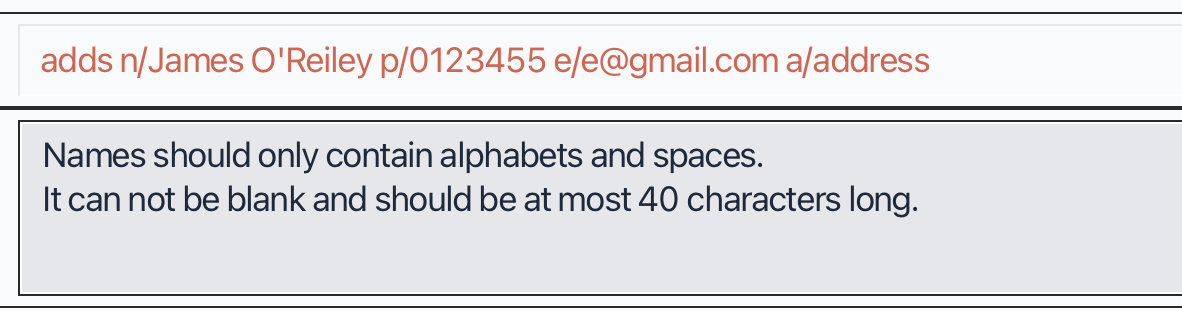 adds n/James O'Reiley p/0123455 e/e@gmail.com a/address
Names should only contain alphabets and spaces.
It can not be blank and should be at most 40 characters long.